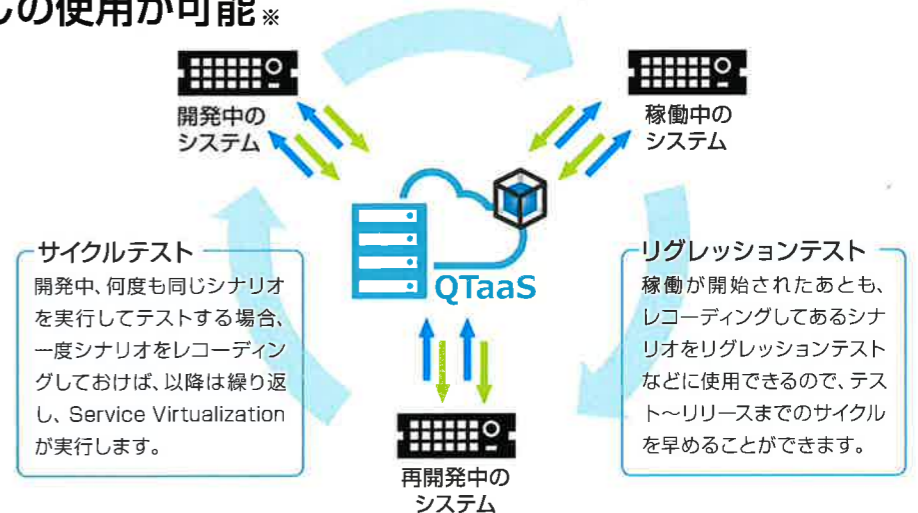 しの使用が可能※
開発中の
システム
稼働中の
システム
サイクルテスト
開発中、何度も同じシナリオ
を実行してテストする場合、
一度シナリオをレコーディン
グしておけば、以降は繰り返
し、Service Virtualization
が実行します。
QTaaS
リグレッションテスト
稼働が開始されたあとも、
レコーディングしてあるシナ
リオをリグレッションテスト
などに使用できるので、テス
ト〜リリースまでのサイクル
を早めることができます。
再開発中の
システム